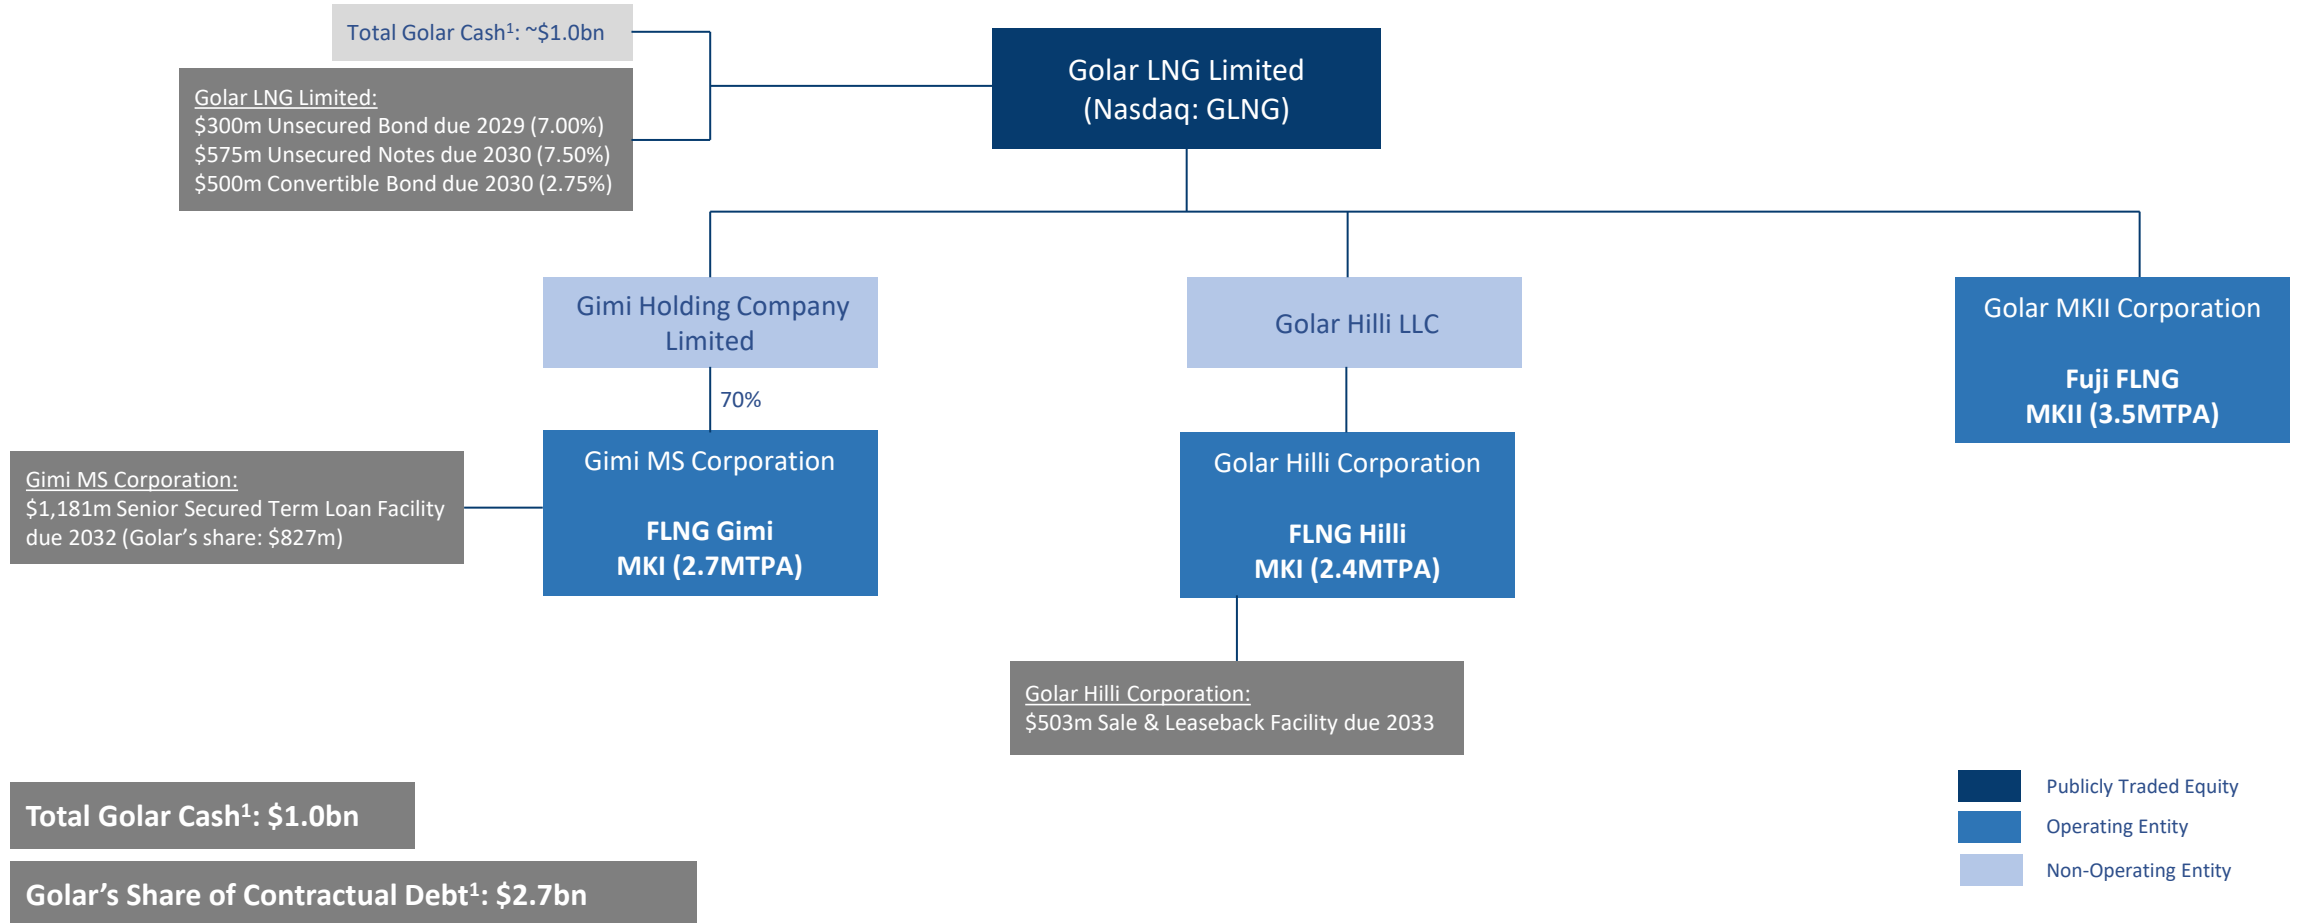 Total Golar Cash¹: ~$1.0bn
Golar LNG Limited:
$300m Unsecured Bond due 2029 (7.00%)
$575m Unsecured Notes due 2030 (7.50%)
$500m Convertible Bond due 2030 (2.75%)
Golar LNG Limited
(Nasdaq: GLNG)
Gimi Holding Company
Limited
Golar Hilli LLC
Golar MKII Corporation
Fuji FLNG
MKII (3.5MTPA)
70%
Gimi MS Corporation:
$1,181m Senior Secured Term Loan Facility
due 2032 (Golar’s share: $827m)
Gimi MS Corporation
FLNG Gimi
MKI (2.7MTPA)
Golar Hilli Corporation
FLNG Hilli
MKI (2.4MTPA)
Golar Hilli Corporation:
$503m Sale & Leaseback Facility due 2033
Total Golar Cash¹: $1.0bn
Golar’s Share of Contractual Debt¹: $2.7bn
Publicly Traded Equity
Operating Entity
Non-Operating Entity